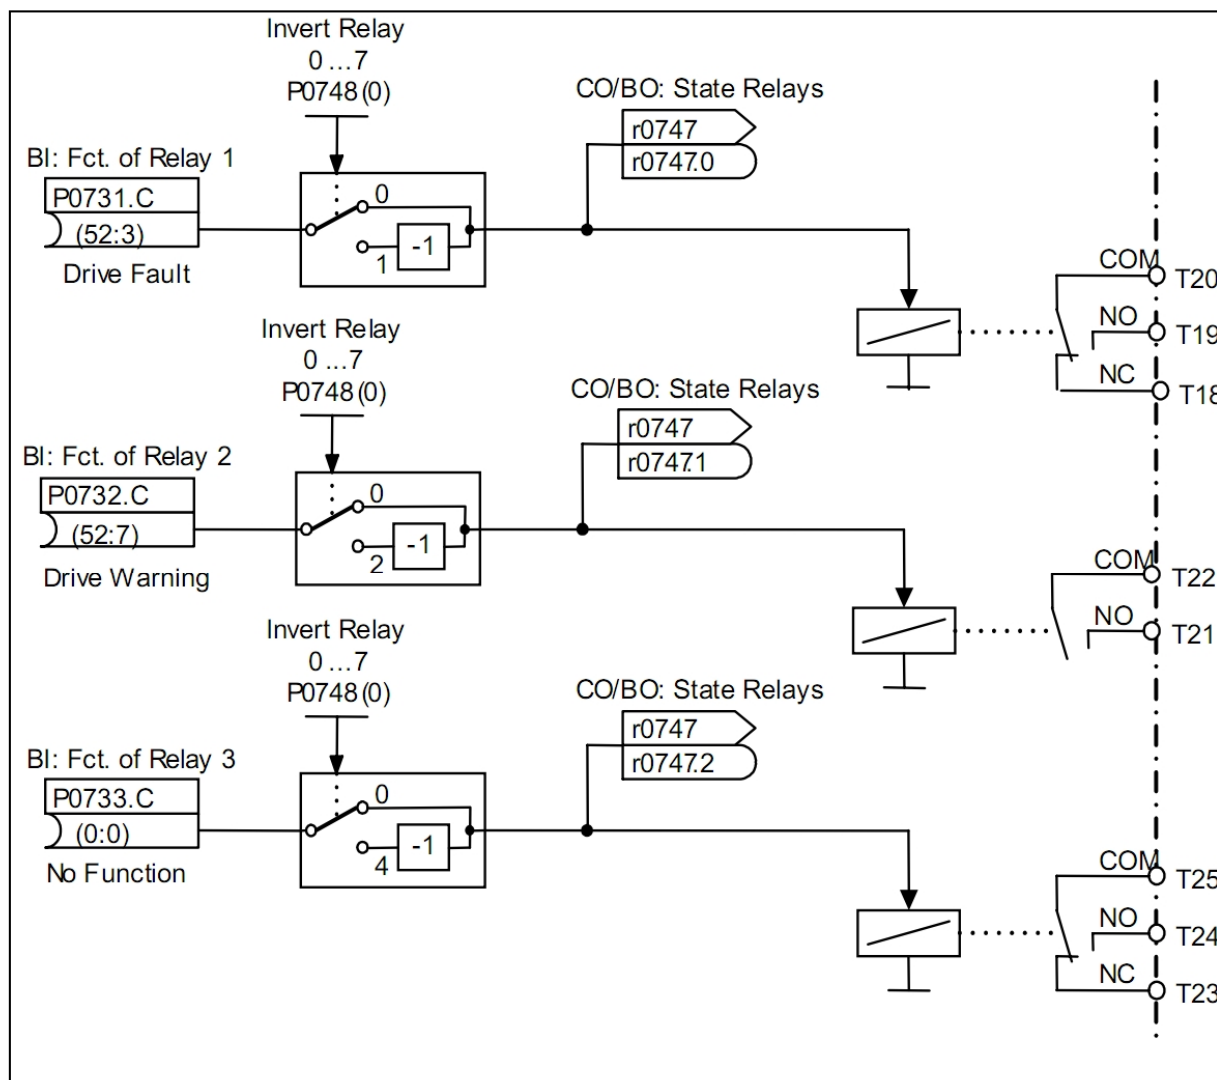 Invert Relay
0 ...7
P0748(0)
CO/BO: State Relays
r0747
r0747.0
BI: Fct. of Relay 1
P0731.C
(52:3)
Drive Fault
0
1
-1
COM
T20
NO
T19
NC
T18
Invert Relay
0 ...7
P0748(0)
CO/BO: State Relays
r0747
r0747.1
BI: Fct. of Relay 2
P0732.C
(52:7)
Drive Warning
0
2
-1
COM
T22
NO
T21
Invert Relay
0 ...7
P0748(0)
CO/BO: State Relays
r0747
r0747.2
BI: Fct. of Relay 3
P0733.C
(0:0)
No Function
0
4
-1
COM
T25
NO
T24
NC
T23